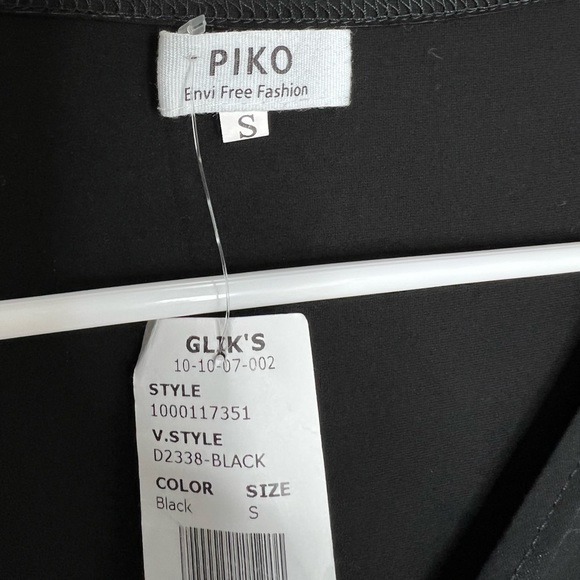 PIKO
Envi Free Fashion
S
GLIK'S
10-10-07-002
STYLE
1000117351
V.STYLE
D2338-BLACK
COLOR SIZE
Black S